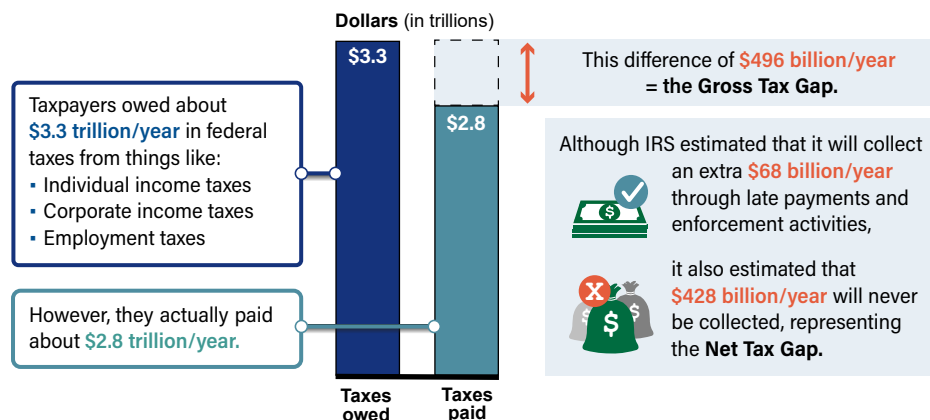 Dollars (in trillions)
$3.3
$2.8
Taxes
owed
Taxes
paid
Taxpayers owed about
$3.3 trillion/year in federal
taxes from things like:
▪ Individual income taxes
▪ Corporate income taxes
▪ Employment taxes
However, they actually paid
about $2.8 trillion/year.
This difference of $496 billion/year
= the Gross Tax Gap.
Although IRS estimated that it will collect
an extra $68 billion/year
through late payments and
enforcement activities,
$
it also estimated that
$428 billion/year will never
be collected, representing
the Net Tax Gap.
X
$